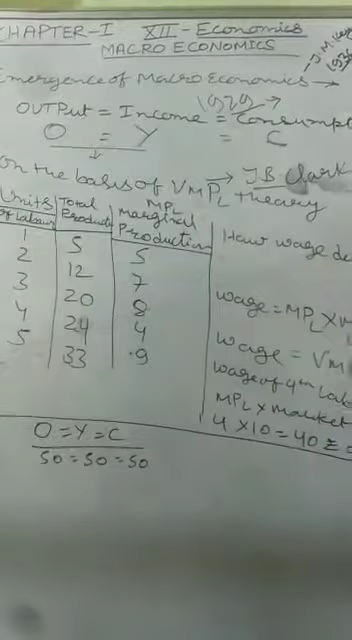 CHAPTER-I XII-Economics
MACRO ECONOMICS
J.M. 
1936
Emergence of Macro Economics →
1929 →
OUTPut = Income = Consumpt
O = Y = C
On the basis of VMPL theory → J.B. Clark
Units of labour | Total Product | MPL Marginal Production
1 | 5 | 5
2 | 12 | 7
3 | 20 | 8
4 | 24 | 4
5 | 33 | 9
How wage de
wage = MPL X M
wage = VM
wage of 4th Lab
MPL X market
4 X 10 = 40
O = Y = C
50 = 50 = 50